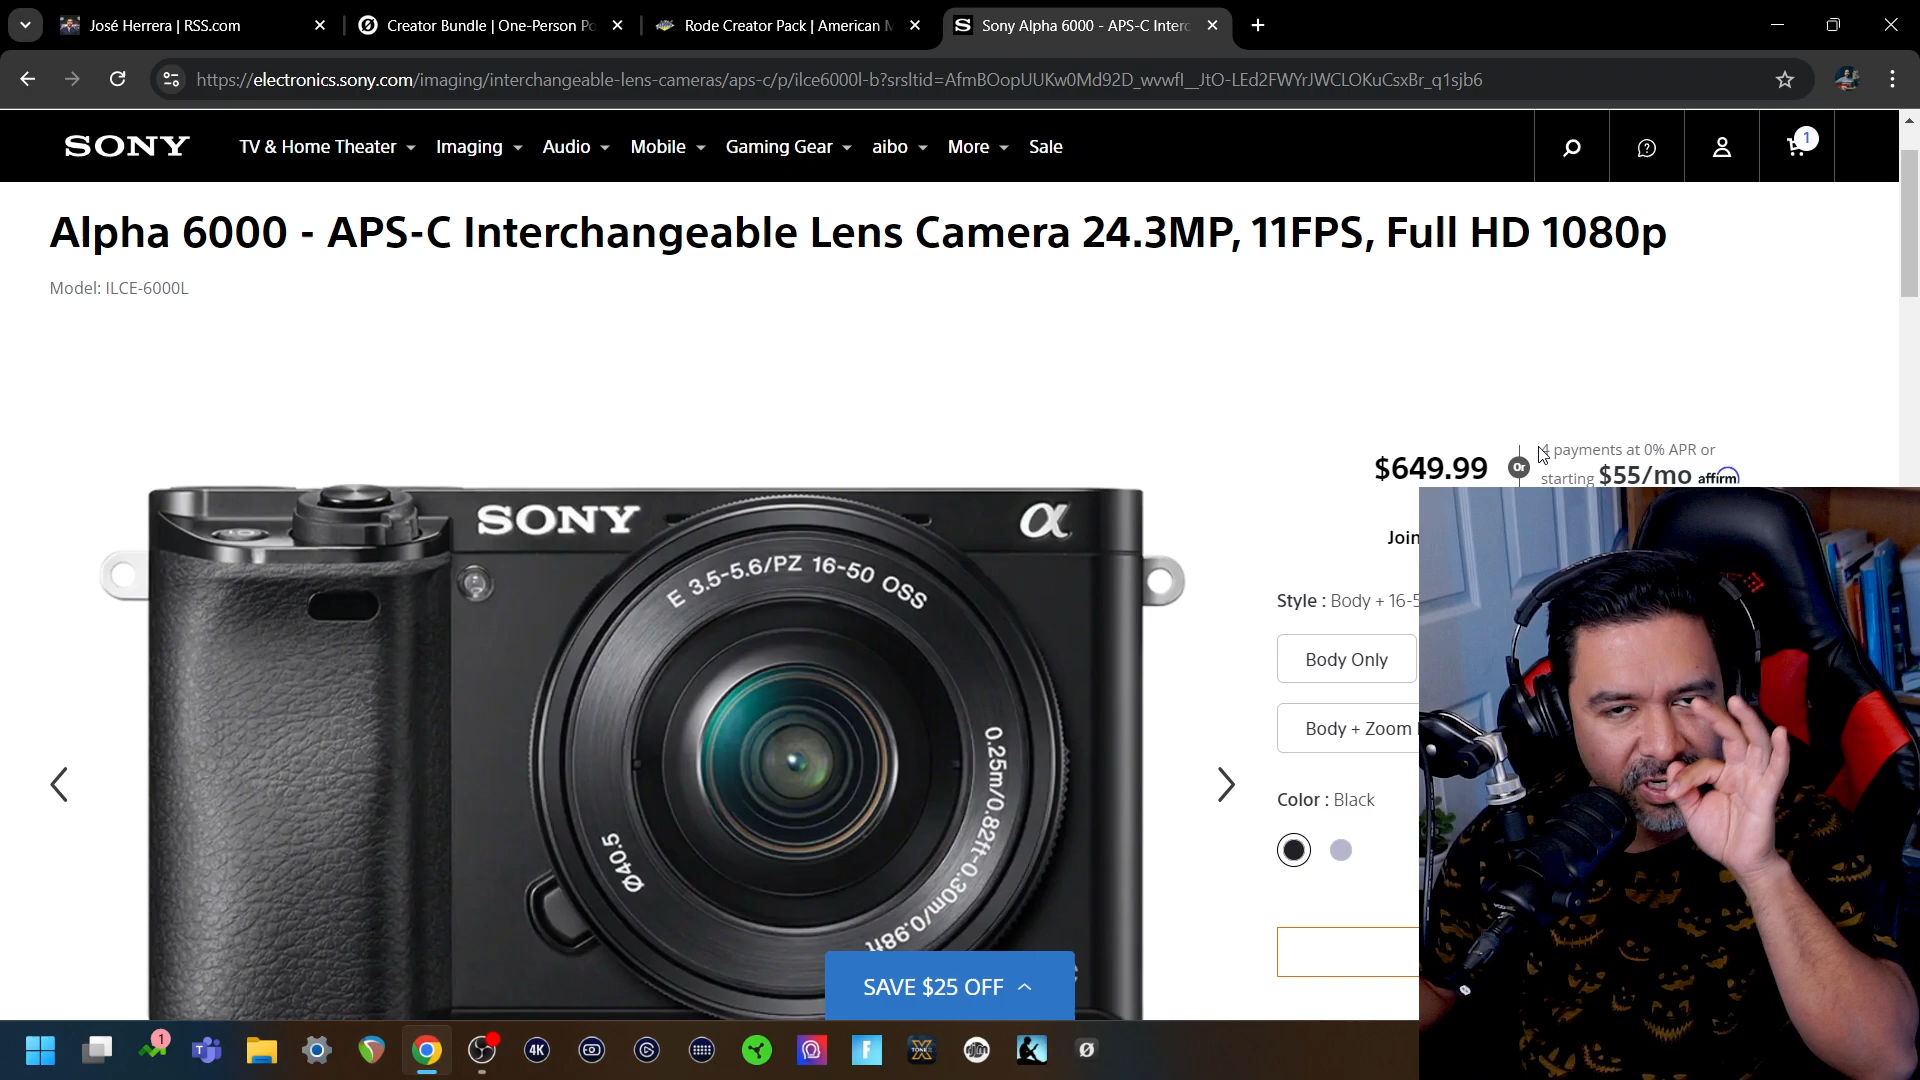 José Herrera | RSS.com
Creator Bundle | One-Person Po
Rode Creator Pack | American M
Sony Alpha 6000 - APS-C Interc
https://electronics.sony.com/imaging/interchangeable-lens-cameras/aps-c/p/ilce6000l-b?srsltid=AfmBOopUUKw0Md92D_wvwfI__JtO-LEd2FWYrJWCLOKuCsxBr_q1sjb6
SONY
TV & Home Theater
Imaging
Audio
Mobile
Gaming Gear
aibo
More
Sale
1
Alpha 6000 - APS-C Interchangeable Lens Camera 24.3MP, 11FPS, Full HD 1080p
Model: ILCE-6000L
$649.99
Or
4 payments at 0% APR or
starting $55/mo affirm
Join
Style : Body + 16-5
Body Only
Body + Zoom
Color : Black
SONY
α
E 3.5-5.6/PZ 16-50 OSS
0.25m/0.82ft-0.30m/0.98ft
Ø40.5
SAVE $25 OFF
1
4K